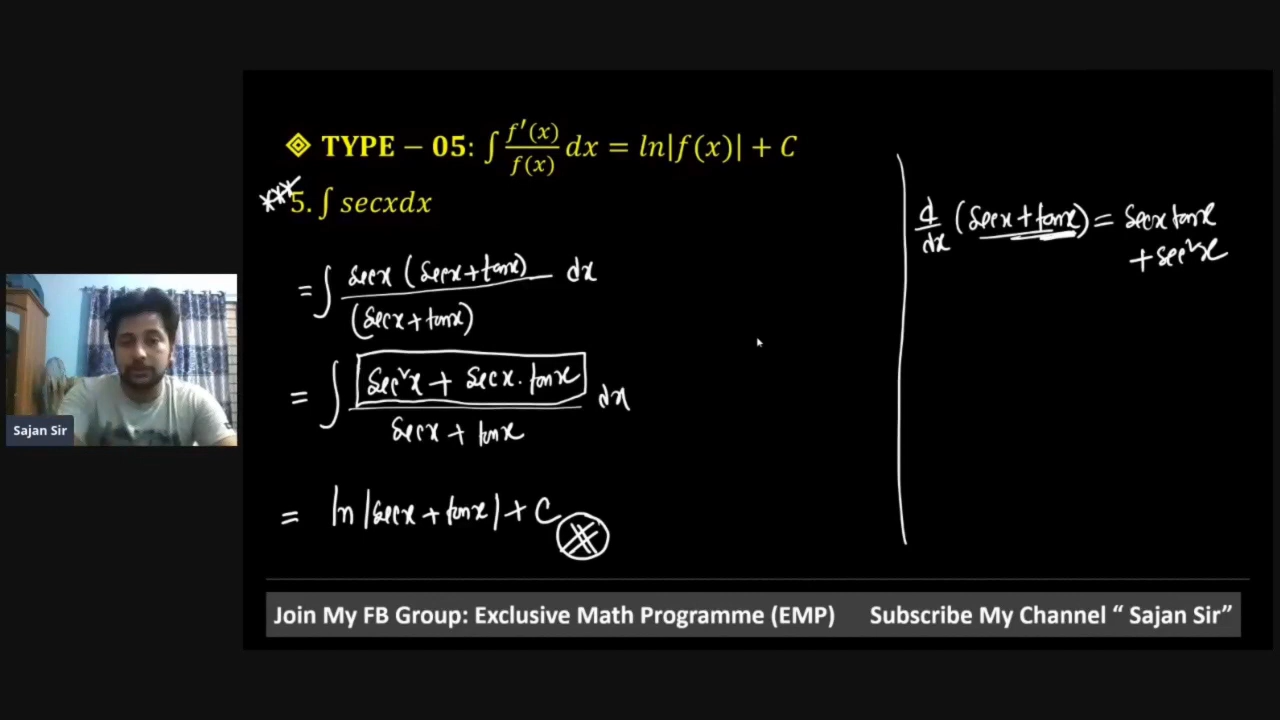 ❖ TYPE – 05: ∫ f′(x)/f(x) dx = ln|f(x)| + C
*** 5. ∫ secxdx
= ∫ secx (secx + tanx) / (secx + tanx) dx
= ∫ sec²x + secx . tanx / secx + tanx dx
= ln |secx + tanx| + C
d/dx (secx + tanx) = secx tanx
+ sec²x
Sajan Sir
Join My FB Group: Exclusive Math Programme (EMP) Subscribe My Channel “ Sajan Sir”